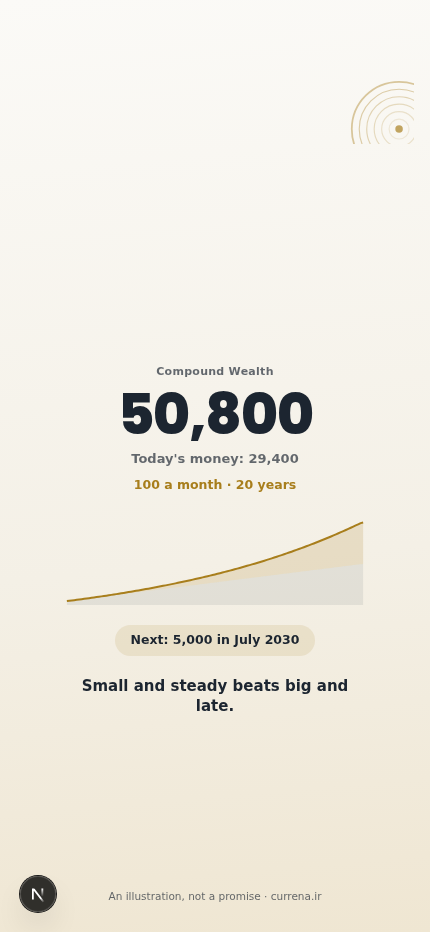 Compound Wealth
50,800
Today's money: 29,400
100 a month · 20 years
Next: 5,000 in July 2030
Small and steady beats big and
late.
N
An illustration, not a promise · currena.ir